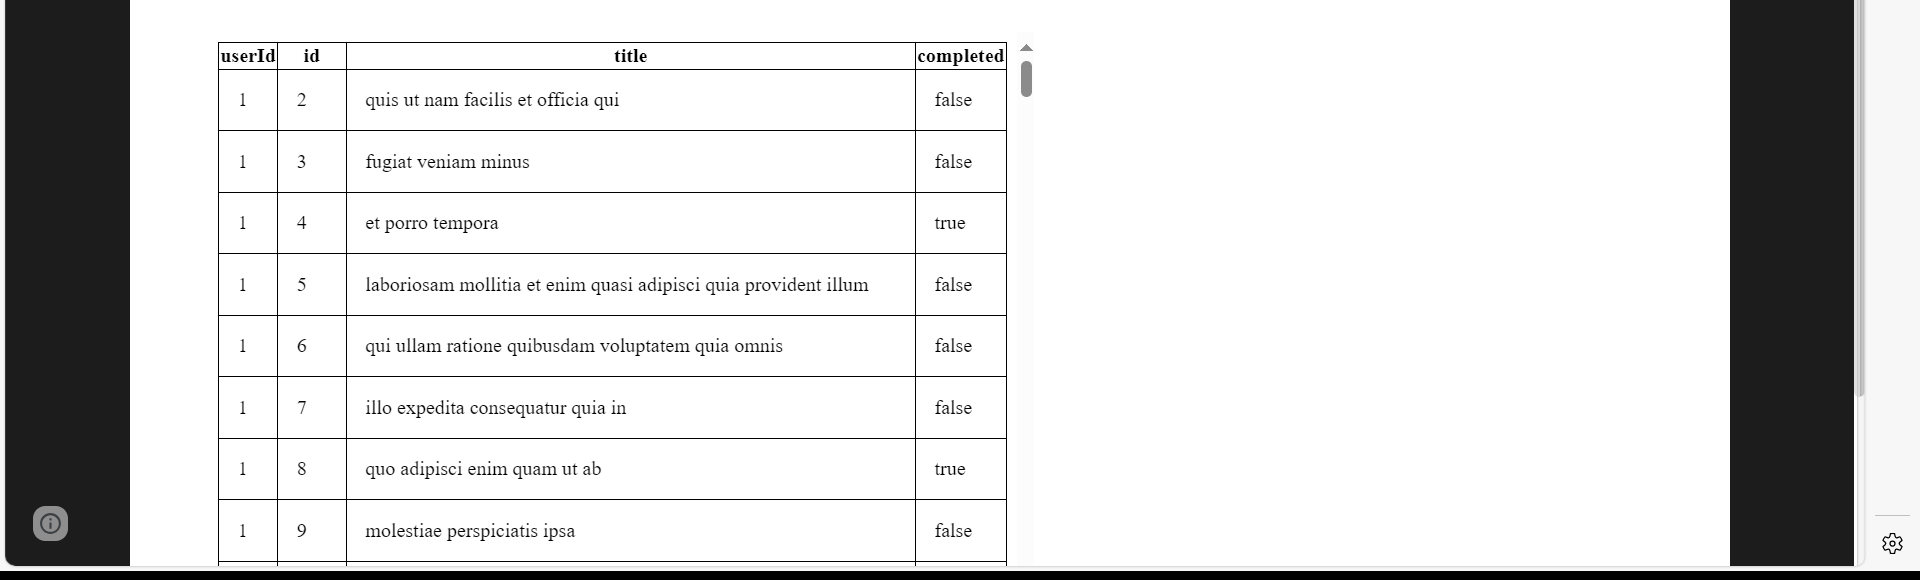 userId id title completed
1 2 quis ut nam facilis et officia qui false
1 3 fugiat veniam minus false
1 4 et porro tempora true
1 5 laboriosam mollitia et enim quasi adipisci quia provident illum false
1 6 qui ullam ratione quibusdam voluptatem quia omnis false
1 7 illo expedita consequatur quia in false
1 8 quo adipisci enim quam ut ab true
1 9 molestiae perspiciatis ipsa false